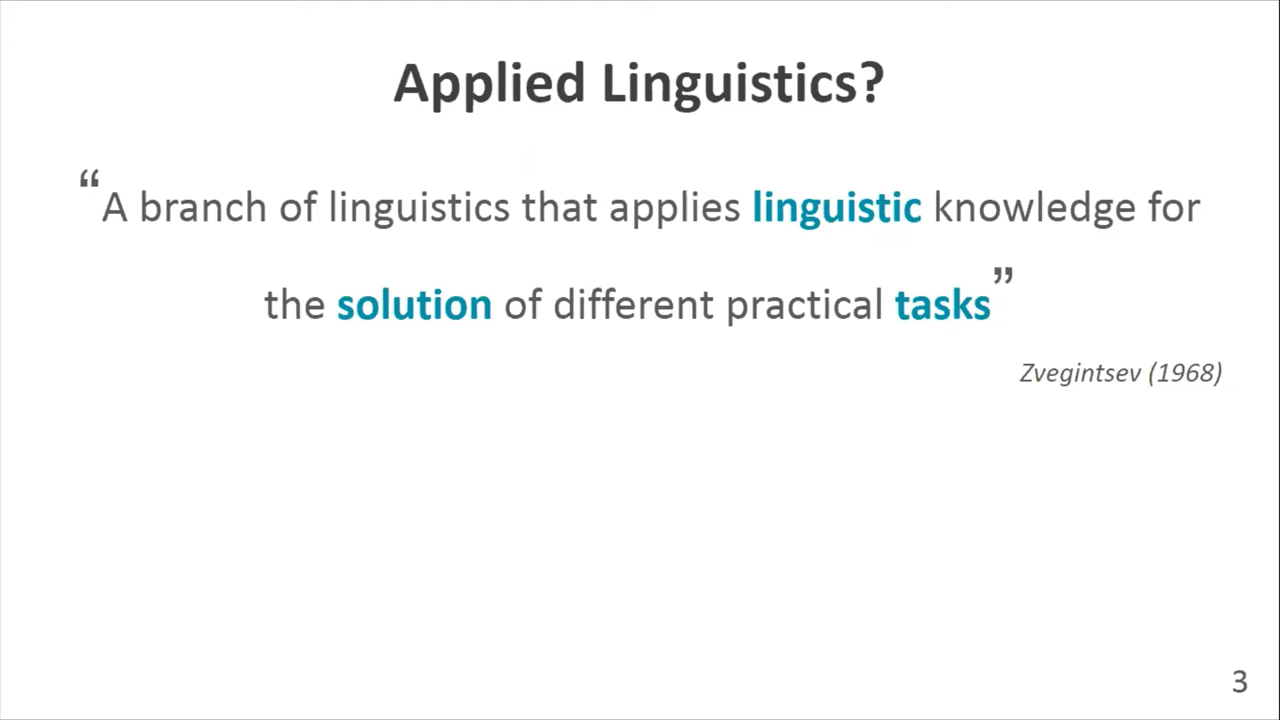 Applied Linguistics?
“A branch of linguistics that applies linguistic knowledge for
the solution of different practical tasks”
Zvegintsev (1968)
3